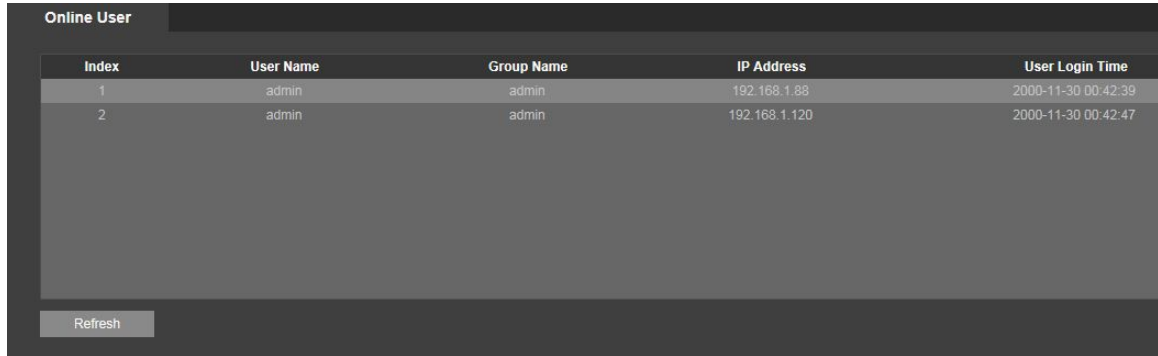 Online User
Index User Name Group Name IP Address User Login Time
1 admin admin 192.168.1.88 2000-11-30 00:42:39
2 admin admin 192.168.1.120 2000-11-30 00:42:47
Refresh